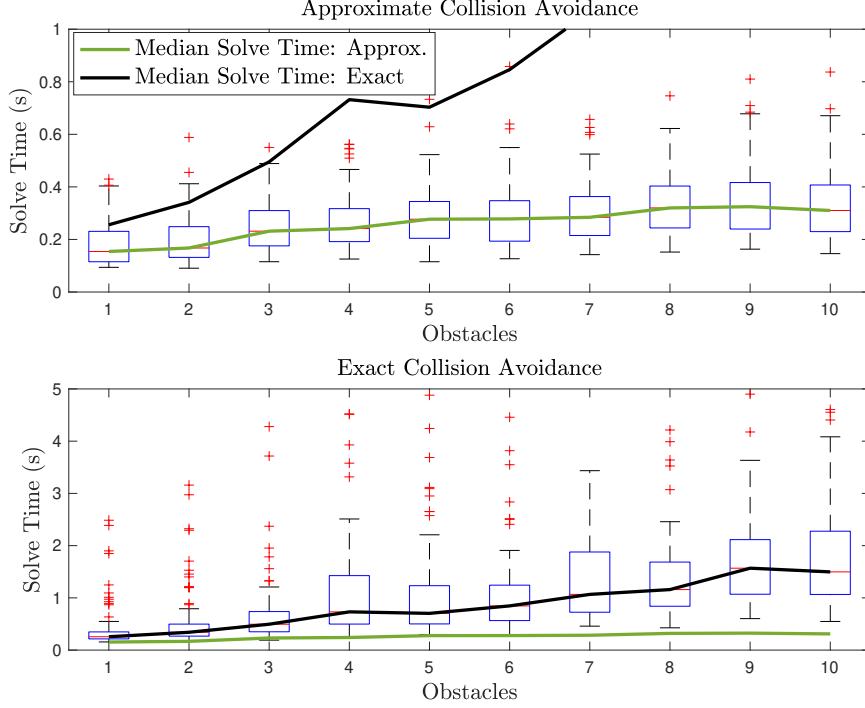 Approximate Collision Avoidance
1
0.8
0.6
0.4
0.2
0
Solve Time (s)
Median Solve Time: Approx.
Median Solve Time: Exact
1 2 3 4 5 6 7 8 9 10
Obstacles
Exact Collision Avoidance
5
4
3
2
1
0
Solve Time (s)
1 2 3 4 5 6 7 8 9 10
Obstacles